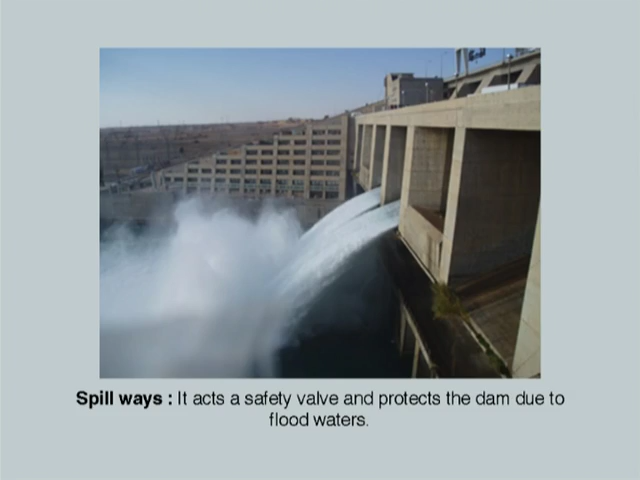 Spill ways : It acts a safety valve and protects the dam due to
flood waters.